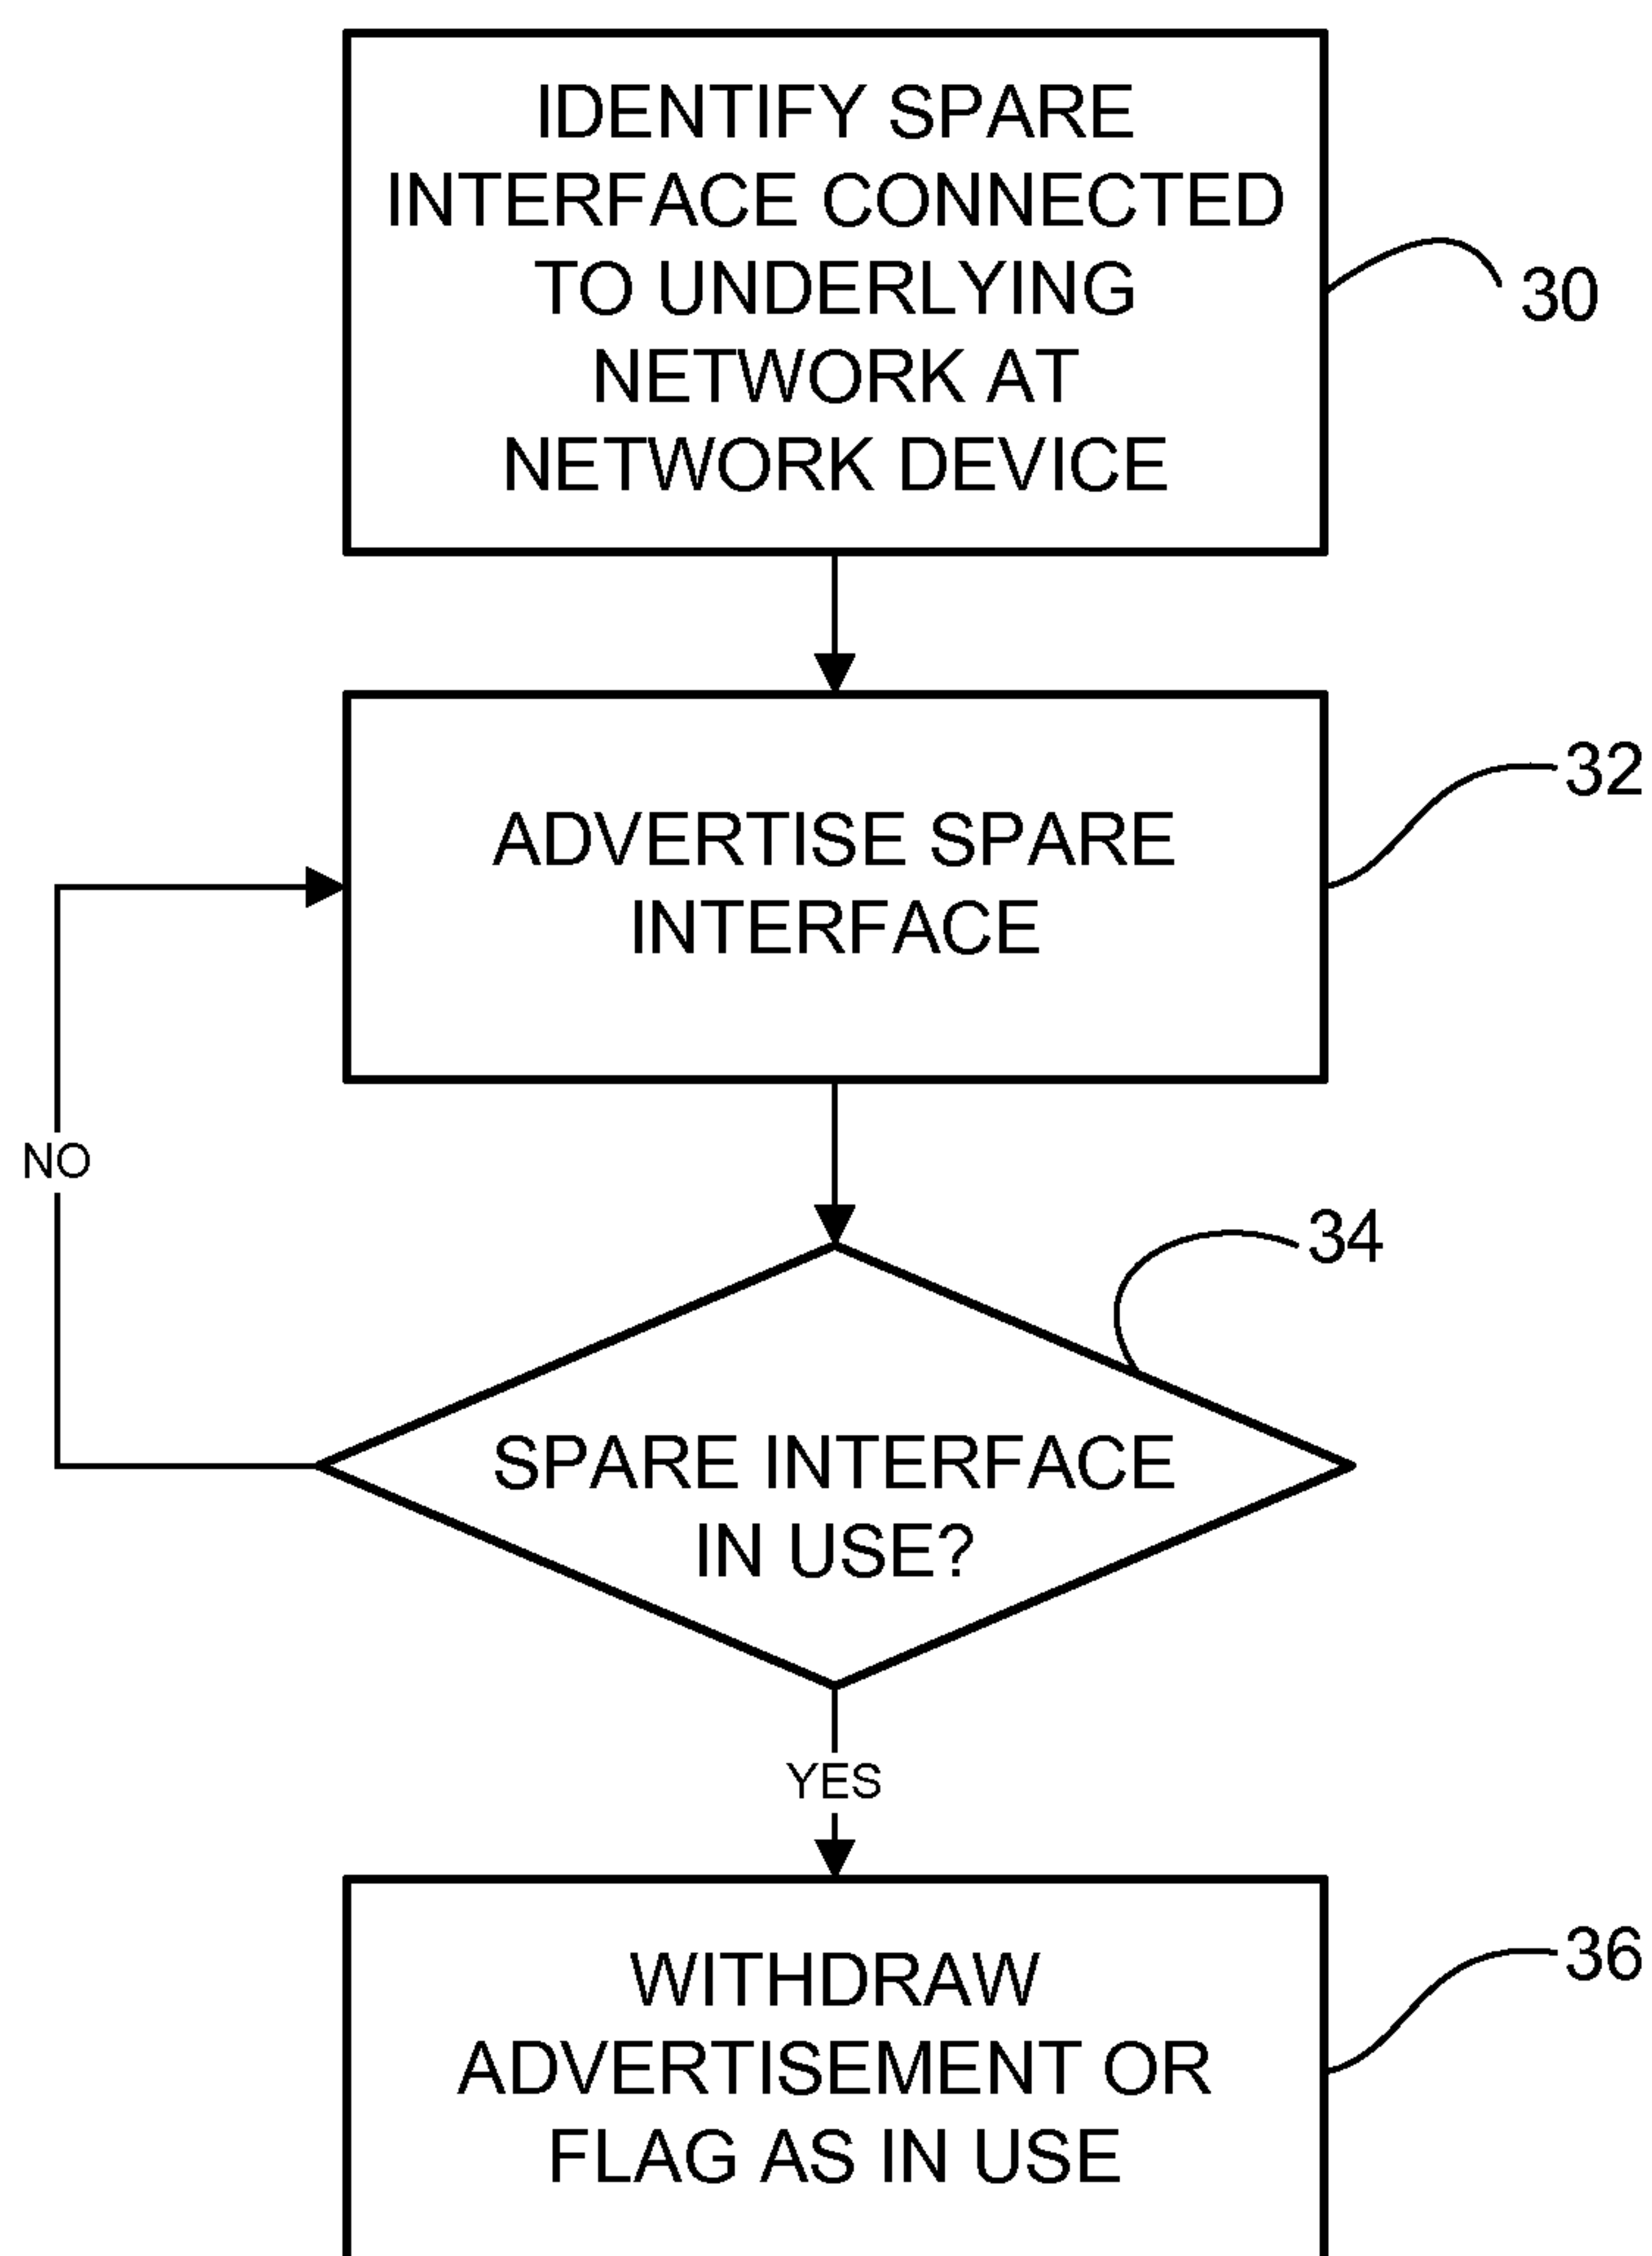 IDENTIFY SPARE
INTERFACE CONNECTED
TO UNDERLYING
NETWORK AT
NETWORK DEVICE
30
ADVERTISE SPARE
INTERFACE
32
NO
34
SPARE INTERFACE
IN USE?
YES
WITHDRAW
ADVERTISEMENT OR
FLAG AS IN USE
36